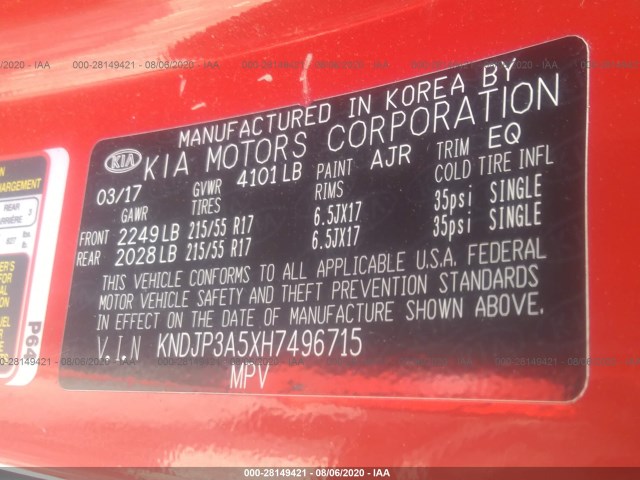 000-28149421 - 08/06/2020 - IAA
MANUFACTURED IN KOREA BY
KIA KIA MOTORS CORPORATION
03/17 GVWR 4101 LB PAINT AJR TRIM EQ
GAWR TIRES RIMS COLD TIRE INFL
FRONT 2249 LB 215/55 R17 6.5JX17 35psi SINGLE
REAR 2028 LB 215/55 R17 6.5JX17 35psi SINGLE
THIS VEHICLE CONFORMS TO ALL APPLICABLE U.S.A. FEDERAL
MOTOR VEHICLE SAFETY AND THEFT PREVENTION STANDARDS
IN EFFECT ON THE DATE OF MANUFACTURE SHOWN ABOVE.
V.I.N KNDJP3A5XH7496715
MPV
REAR
P64
000-28149421 - 08/06/2020 - IAA